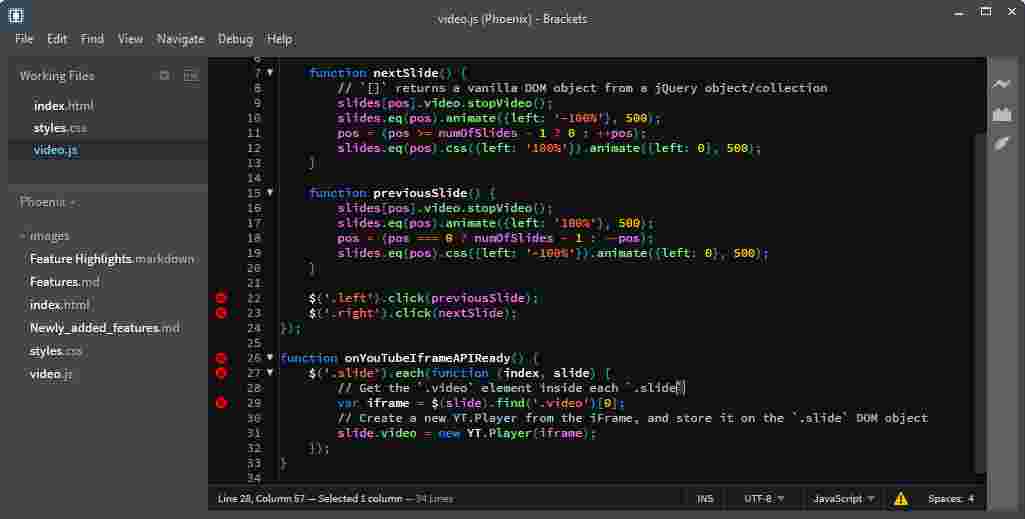 video.js (Phoenix) - Brackets
File Edit Find View Navigate Debug Help
Working Files
index.html
styles.css
video.js
Phoenix
images
Feature Highlights.markdown
Features.md
index.html
Newly_added_features.md
styles.css
video.js
6
7 function nextSlide() {
8 // `[]` returns a vanilla DOM object from a jQuery object/collection
9 slides[pos].video.stopVideo();
10 slides.eq(pos).animate({left: '-100%'}, 500);
11 pos = (pos >= numOfSlides - 1 ? 0 : ++pos);
12 slides.eq(pos).css({left: '100%'}).animate({left: 0}, 500);
13 }
14
15 function previousSlide() {
16 slides[pos].video.stopVideo();
17 slides.eq(pos).animate({left: '100%'}, 500);
18 pos = (pos === 0 ? numOfSlides - 1 : --pos);
19 slides.eq(pos).css({left: '-100%'}).animate({left: 0}, 500);
20 }
21
22 $('.left').click(previousSlide);
23 $('.right').click(nextSlide);
24 });
25
26 function onYouTubeIframeAPIReady() {
27 $('.slide').each(function (index, slide) {
28 // Get the `.video` element inside each `.slide`
29 var iframe = $(slide).find('.video')[0];
30 // Create a new YT.Player from the iFrame, and store it on the `.slide` DOM object
31 slide.video = new YT.Player(iframe);
32 });
33 }
34
Line 28, Column 57 — Selected 1 column — 34 Lines
INS UTF-8 JavaScript Spaces: 4